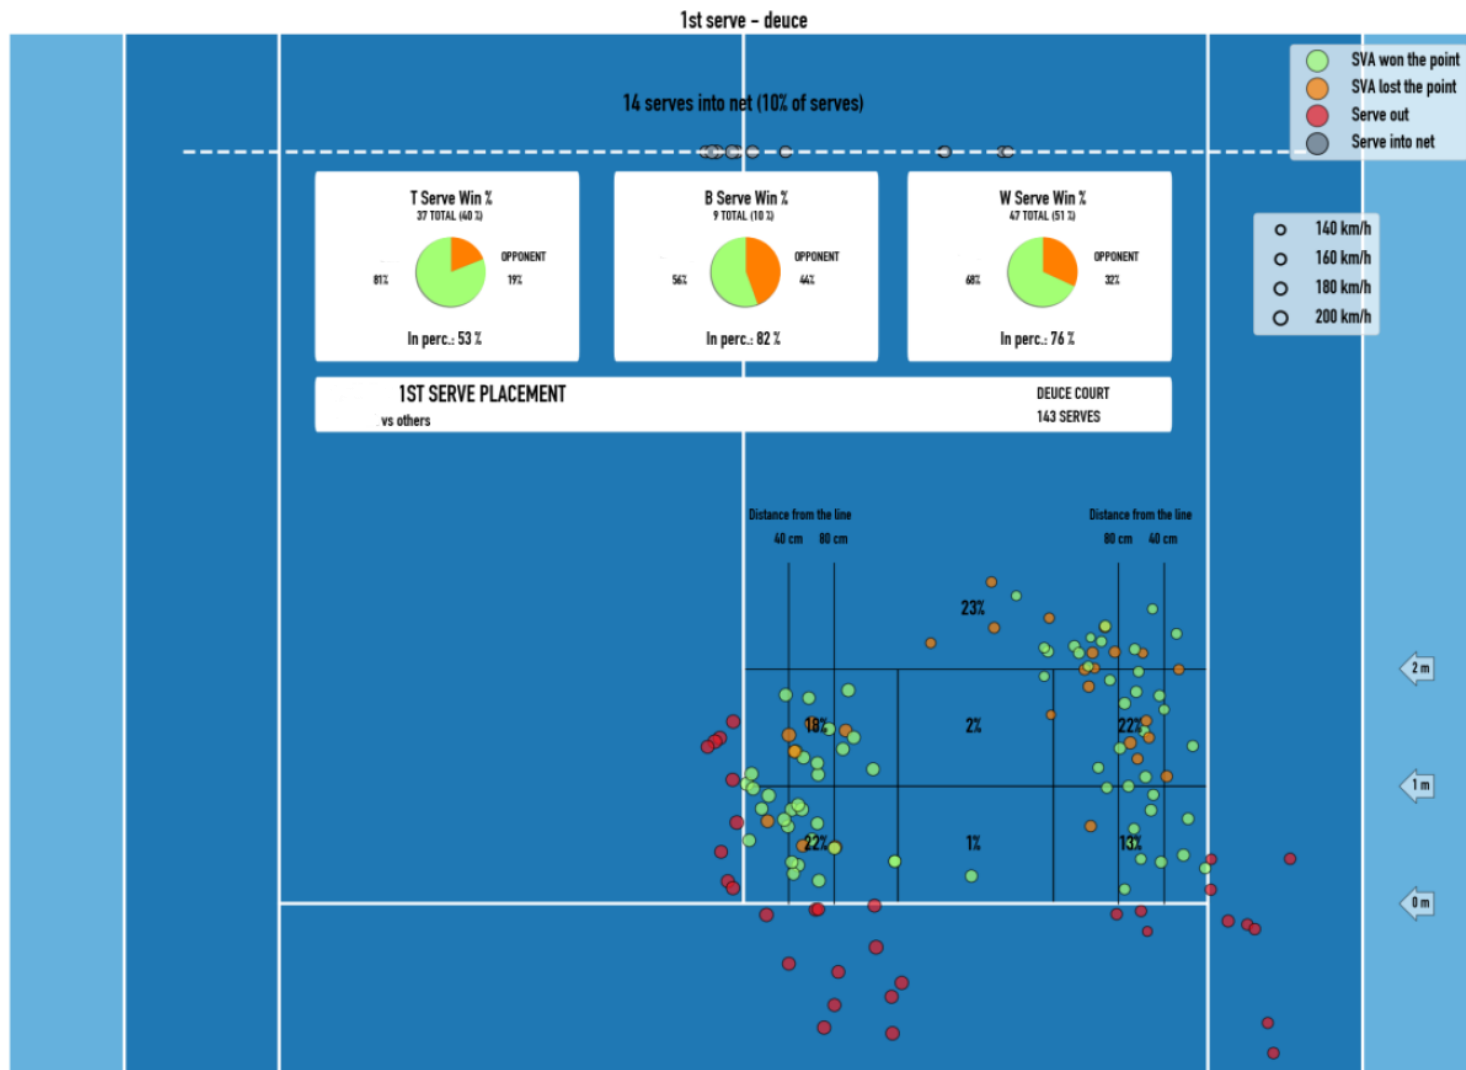 1st serve - deuce
SVA won the point
SVA lost the point
Serve out
Serve into net
14 serves into net (10% of serves)
T Serve Win %
37 TOTAL (40 %)
OPPONENT
81%
19%
In perc.: 53 %
B Serve Win %
9 TOTAL (10 %)
OPPONENT
56%
44%
In perc.: 82 %
W Serve Win %
47 TOTAL (51 %)
OPPONENT
68%
32%
In perc.: 76 %
140 km/h
160 km/h
180 km/h
200 km/h
1ST SERVE PLACEMENT
vs others
DEUCE COURT
143 SERVES
Distance from the line
40 cm 80 cm
Distance from the line
80 cm 40 cm
23%
2 m
18%
2%
22%
1 m
22%
1%
13%
0 m